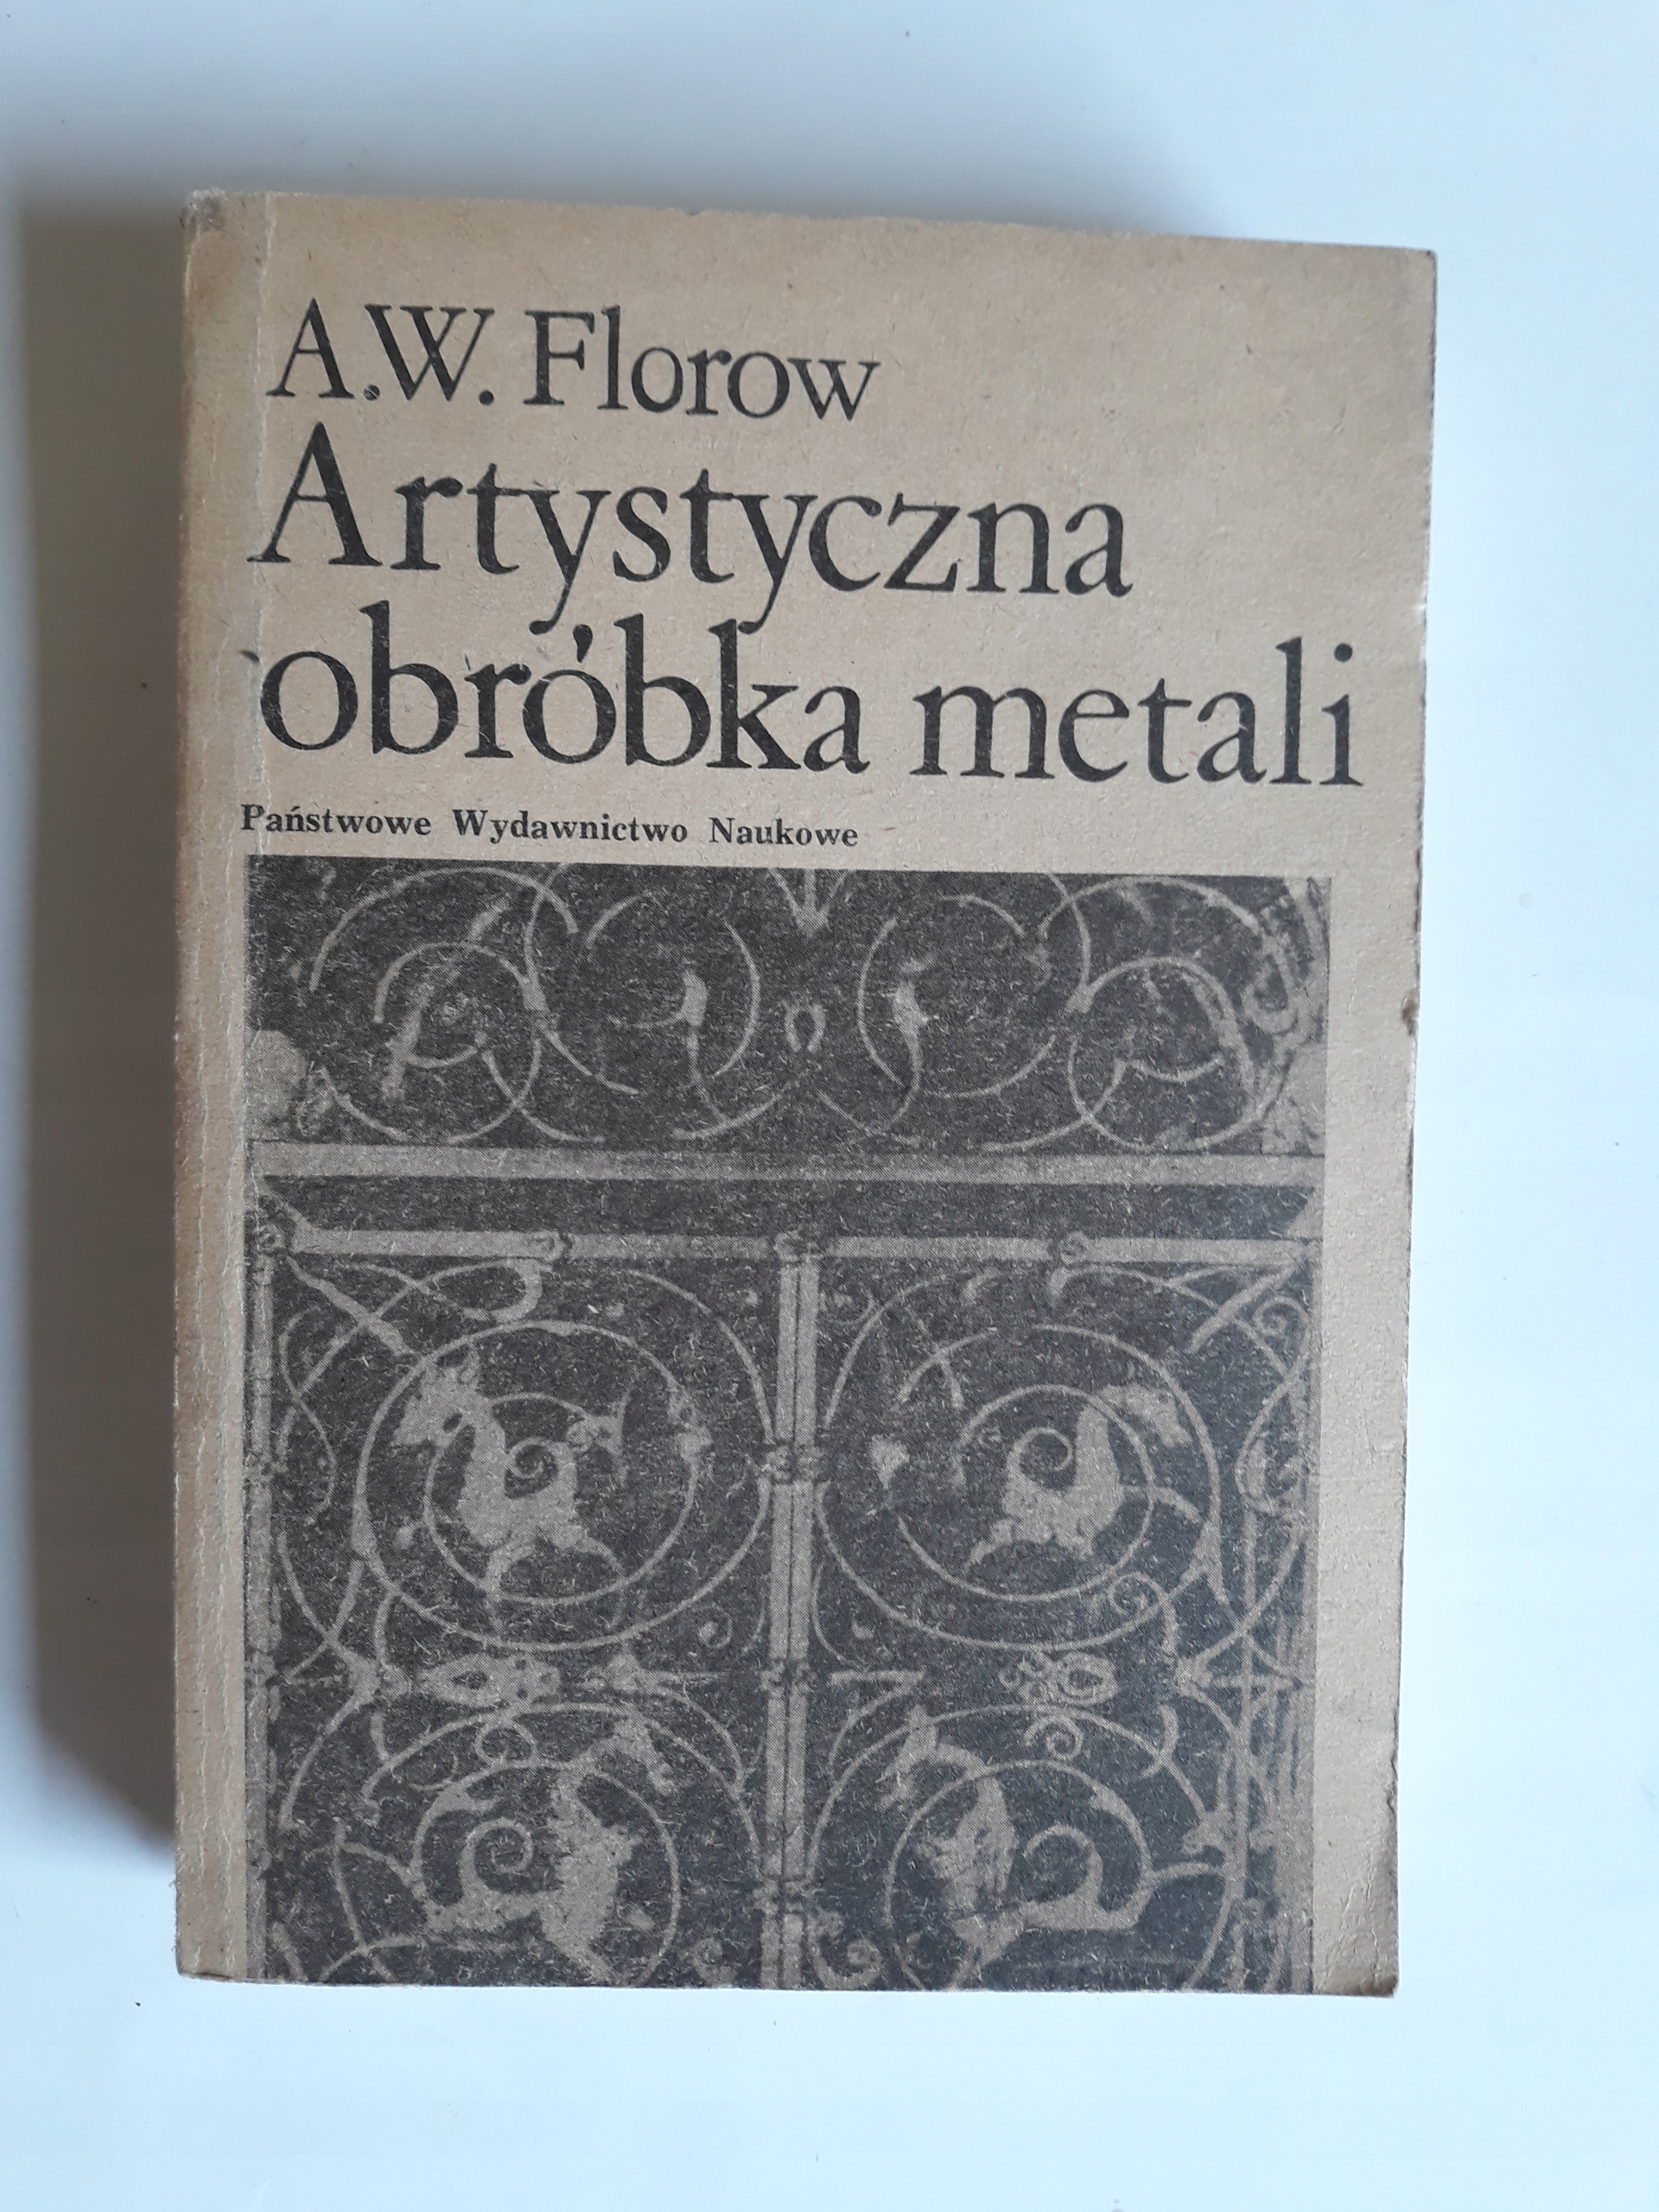 A.W. Florow
Artystyczna
obróbka metali
Państwowe Wydawnictwo Naukowe